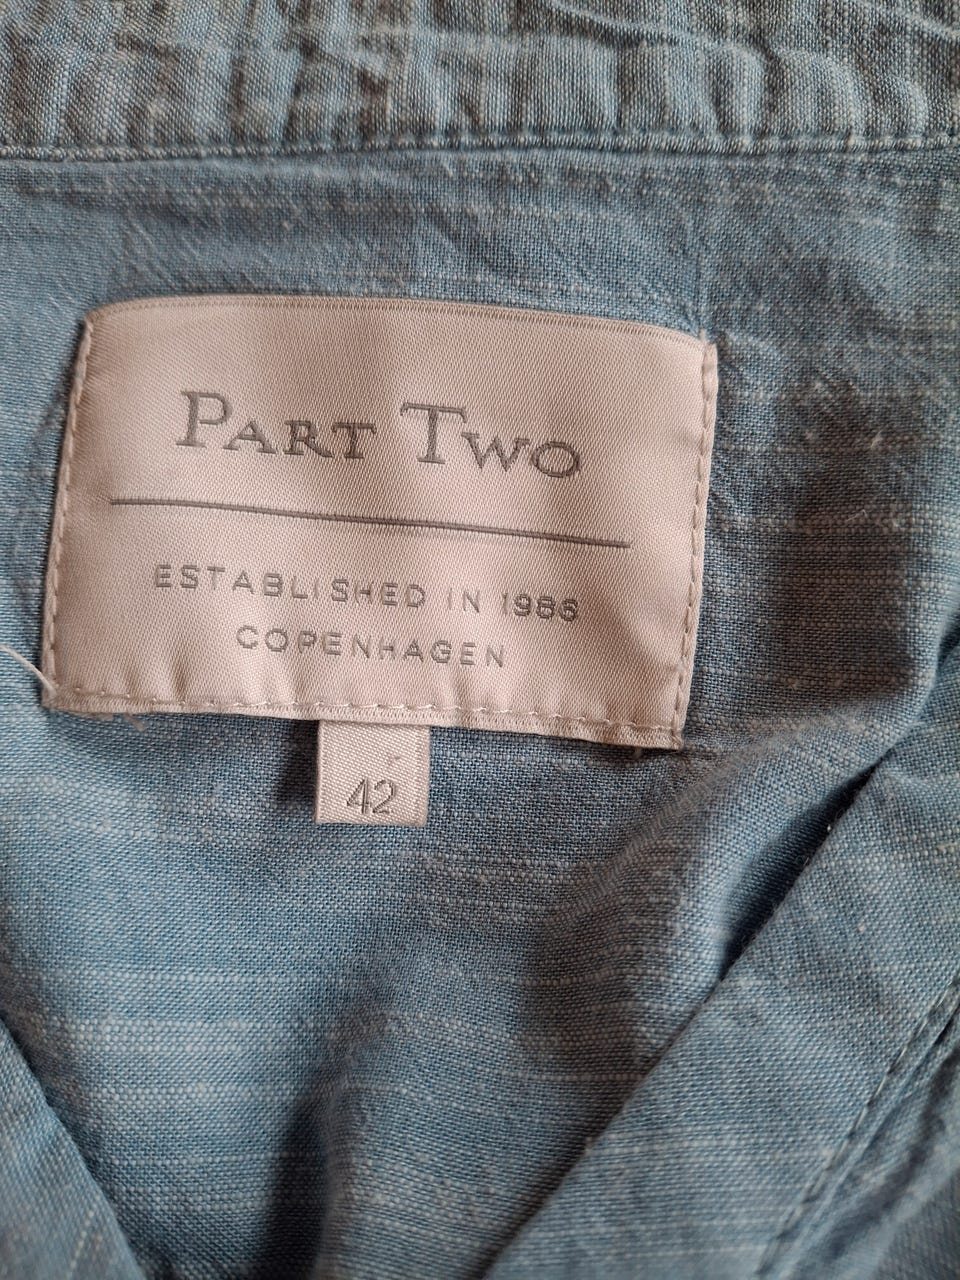 PART TWO
ESTABLISHED IN 1986
COPENHAGEN
42